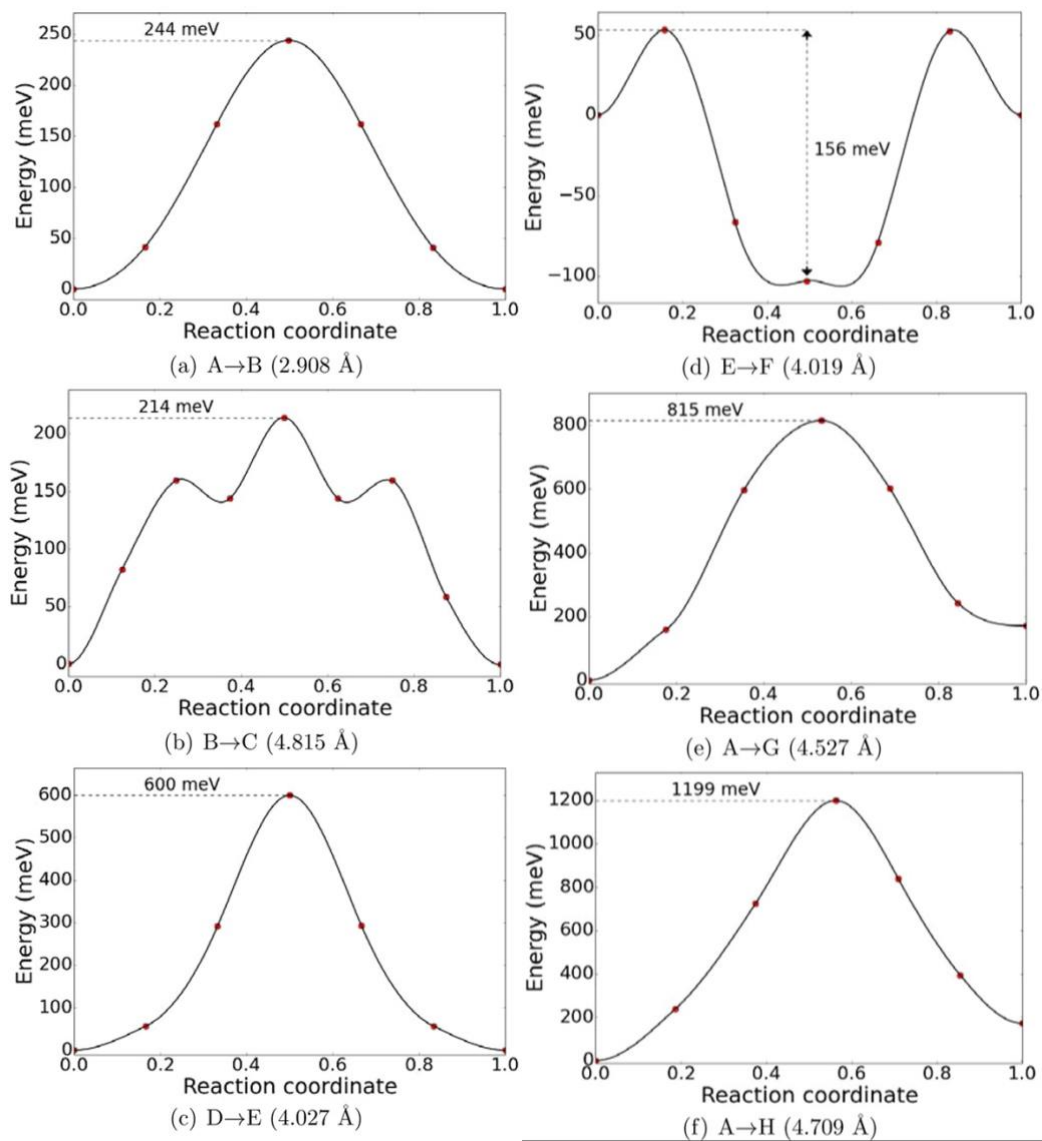 250
200
150
100
50
0
Energy (meV)
244 meV
0.0 0.2 0.4 0.6 0.8 1.0
Reaction coordinate
(a) A→B (2.908 Å)
50
0
−50
−100
Energy (meV)
156 meV
0.0 0.2 0.4 0.6 0.8 1.0
Reaction coordinate
(d) E→F (4.019 Å)
200
150
100
50
0
Energy (meV)
214 meV
0.0 0.2 0.4 0.6 0.8 1.0
Reaction coordinate
(b) B→C (4.815 Å)
800
600
400
200
0
Energy (meV)
815 meV
0.0 0.2 0.4 0.6 0.8 1.0
Reaction coordinate
(e) A→G (4.527 Å)
600
500
400
300
200
100
0
Energy (meV)
600 meV
0.0 0.2 0.4 0.6 0.8 1.0
Reaction coordinate
(c) D→E (4.027 Å)
1200
1000
800
600
400
200
0
Energy (meV)
1199 meV
0.0 0.2 0.4 0.6 0.8 1.0
Reaction coordinate
(f) A→H (4.709 Å)